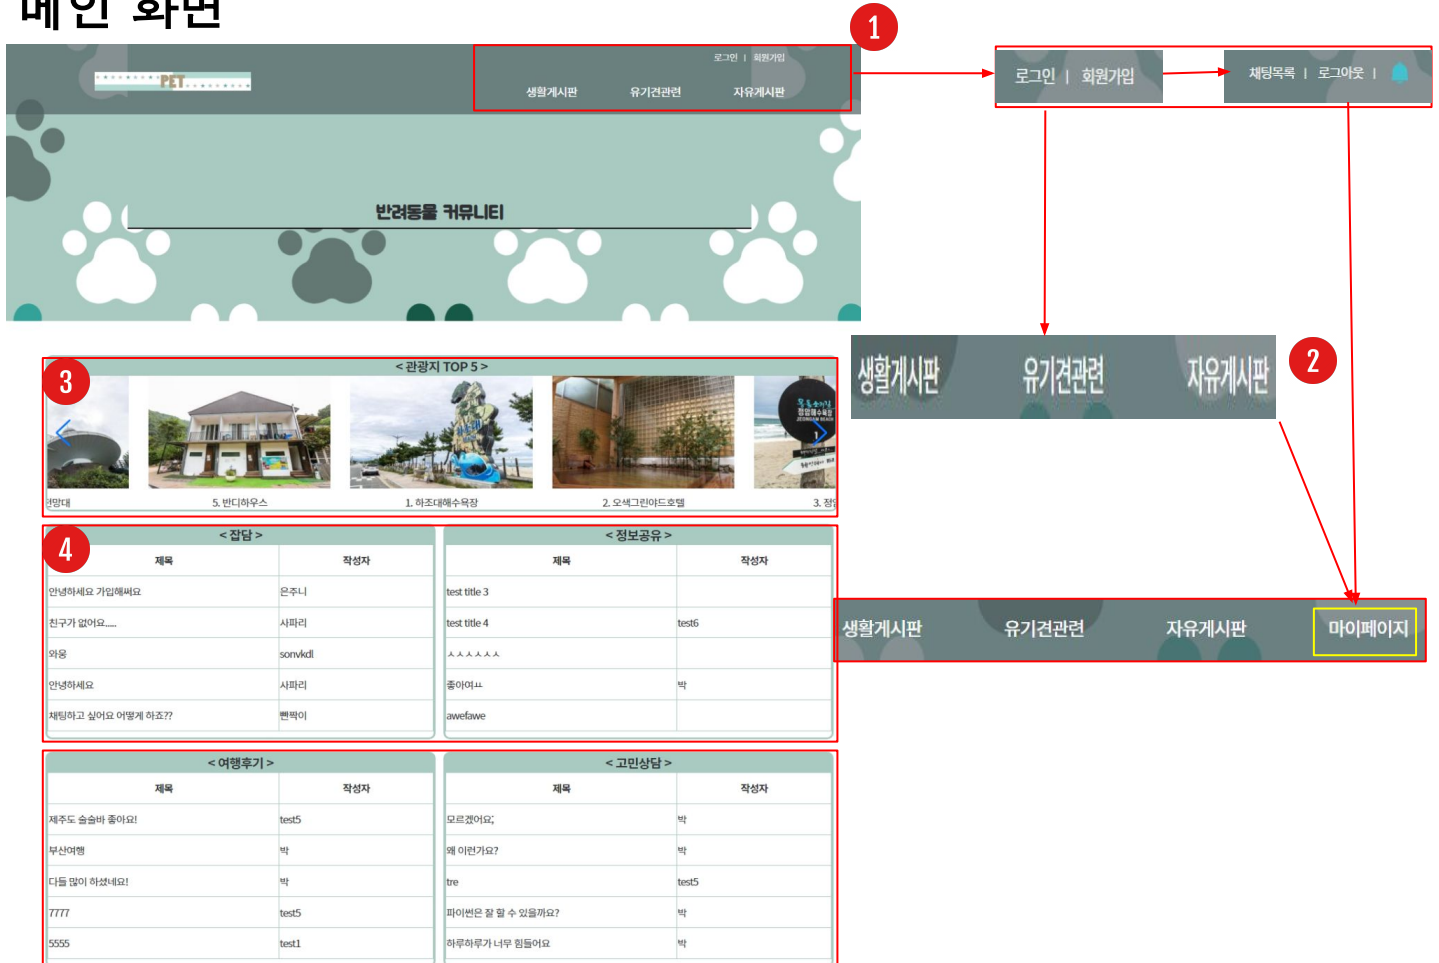 메인 화면
1
로그인 | 회원가입
PET
생활게시판 유기견관련 자유게시판
로그인 | 회원가입
채팅목록 | 로그아웃 |
반려동물 커뮤니티
생활게시판 유기견관련 자유게시판
2
3
< 관광지 TOP 5 >
전망대 5. 반디하우스 1. 하조대해수욕장 2. 오색그린야드호텔 3. 정암
4
< 잡담 >
제목 작성자
안녕하세요 가입해써요 은주니
친구가 없어요..... 사파리
와웅 sonvkdl
안녕하세요 사파리
채팅하고 싶어요 어떻게 하죠?? 빤짝이
< 정보공유 >
제목 작성자
test title 3
test title 4 test6
ㅅㅅㅅㅅㅅㅅ
좋아여ㅛ 박
awefawe
생활게시판 유기견관련 자유게시판 마이페이지
< 여행후기 >
제목 작성자
제주도 술술바 좋아요! test5
부산여행 박
다들 많이 하셨네요! 박
7777 test5
5555 test1
< 고민상담 >
제목 작성자
모르겠어요; 박
왜 이런가요? 박
tre test5
파이썬은 잘 할 수 있을까요? 박
하루하루가 너무 힘들어요 박